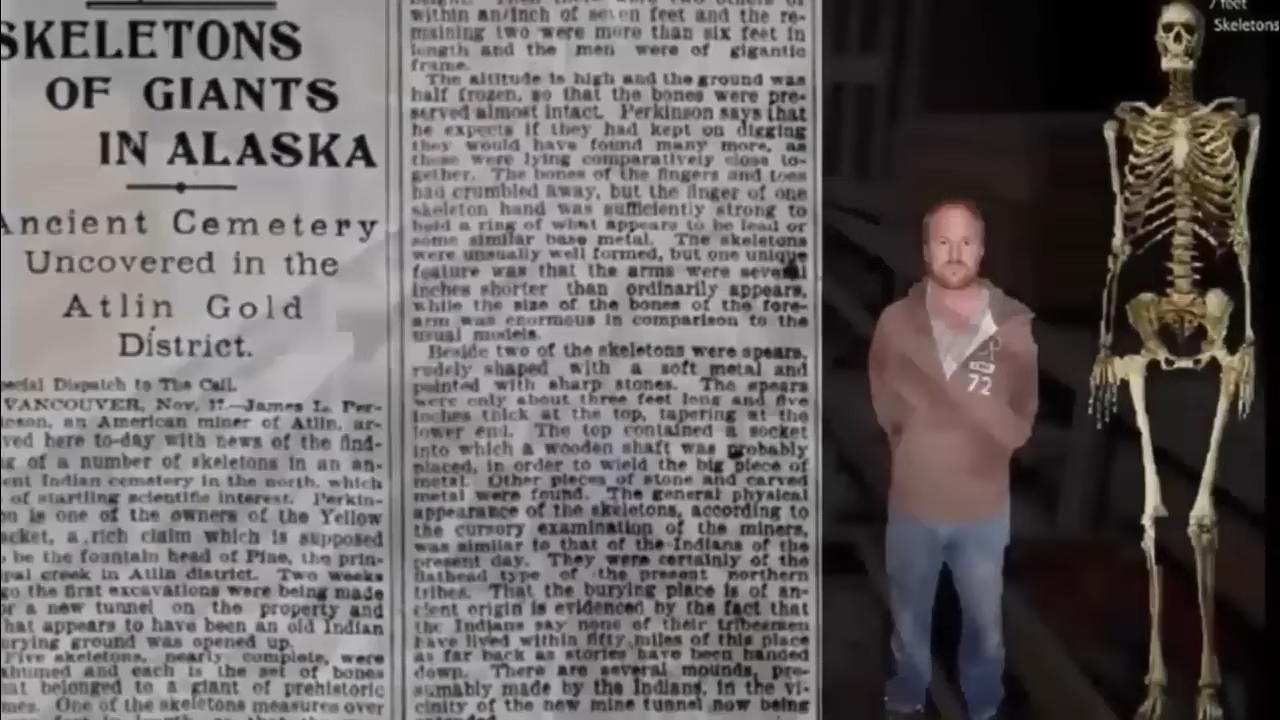 SKELETONS
OF GIANTS
IN ALASKA
Ancient Cemetery
Uncovered in the
Atlin Gold
District.
pecial Dispatch to The Call.
VANCOUVER, Nov. 17.—James L. Per-
inson, an American miner of Atlin, ar-
ved here to-day with news of the find-
g of a number of skeletons in an an-
ent Indian cemetery in the north, which
of startling scientific interest. Perkin-
n is one of the owners of the Yellow
acket, a rich claim which is supposed
be the fountain head of Pine, the prin-
pal creek in Atlin district. Two weeks
go the first excavations were being made
r a new tunnel on the property and
hat appears to have been an old Indian
urying ground was opened up.
Five skeletons, nearly complete, were
xhumed and each is the set of bones
at belonged to a giant of prehistoric
mes. One of the skeletons measures over
within an inch of seven feet and the re-
maining two were more than six feet in
length and the men were of gigantic
frame.
The altitude is high and the ground was
half frozen, so that the bones were pre-
served almost intact. Perkinson says that
he expects if they had kept on digging
they would have found many more, as
these were lying comparatively close to-
gether. The bones of the fingers and toes
had crumbled away, but the finger of one
skeleton hand was sufficiently strong to
hold a ring of what appears to be lead or
some similar base metal. The skeletons
were unsually well formed, but one unique
feature was that the arms were several
inches shorter than ordinarily appears,
while the size of the bones of the fore-
arm was enormous in comparison to the
usual models.
Beside two of the skeletons were spears,
rudely shaped with a soft metal and
pointed with sharp stones. The spears
were only about three feet long and five
inches thick at the top, tapering at the
lower end. The top contained a socket
into which a wooden shaft was probably
placed, in order to wield the big piece of
metal. Other pieces of stone and carved
metal were found. The general physical
appearance of the skeletons, according to
the cursory examination of the miners,
was similar to that of the Indians of the
present day. They were certainly of the
flathead type of the present northern
tribes. That the burying place is of an-
cient origin is evidenced by the fact that
the Indians say none of their tribesmen
have lived within fifty miles of this place
as far back as stories have been handed
down. There are several mounds, pre-
sumably made by the Indians, in the vi-
cinity of the new mine tunnel now being
7 feet
Skeletons
72